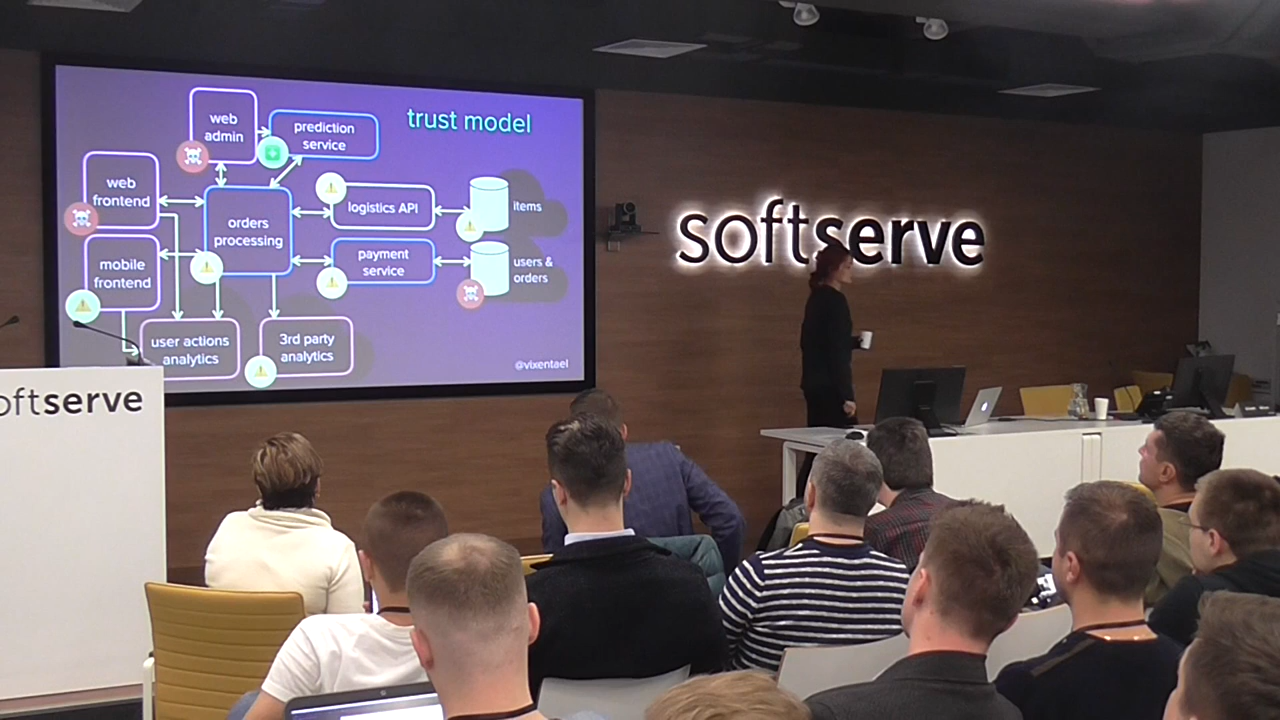 trust model
web
admin
prediction
service
web
frontend
orders
processing
logistics API
items
mobile
frontend
payment
service
users &
orders
user actions
analytics
3rd party
analytics
@vixentael
softserve
oftserve